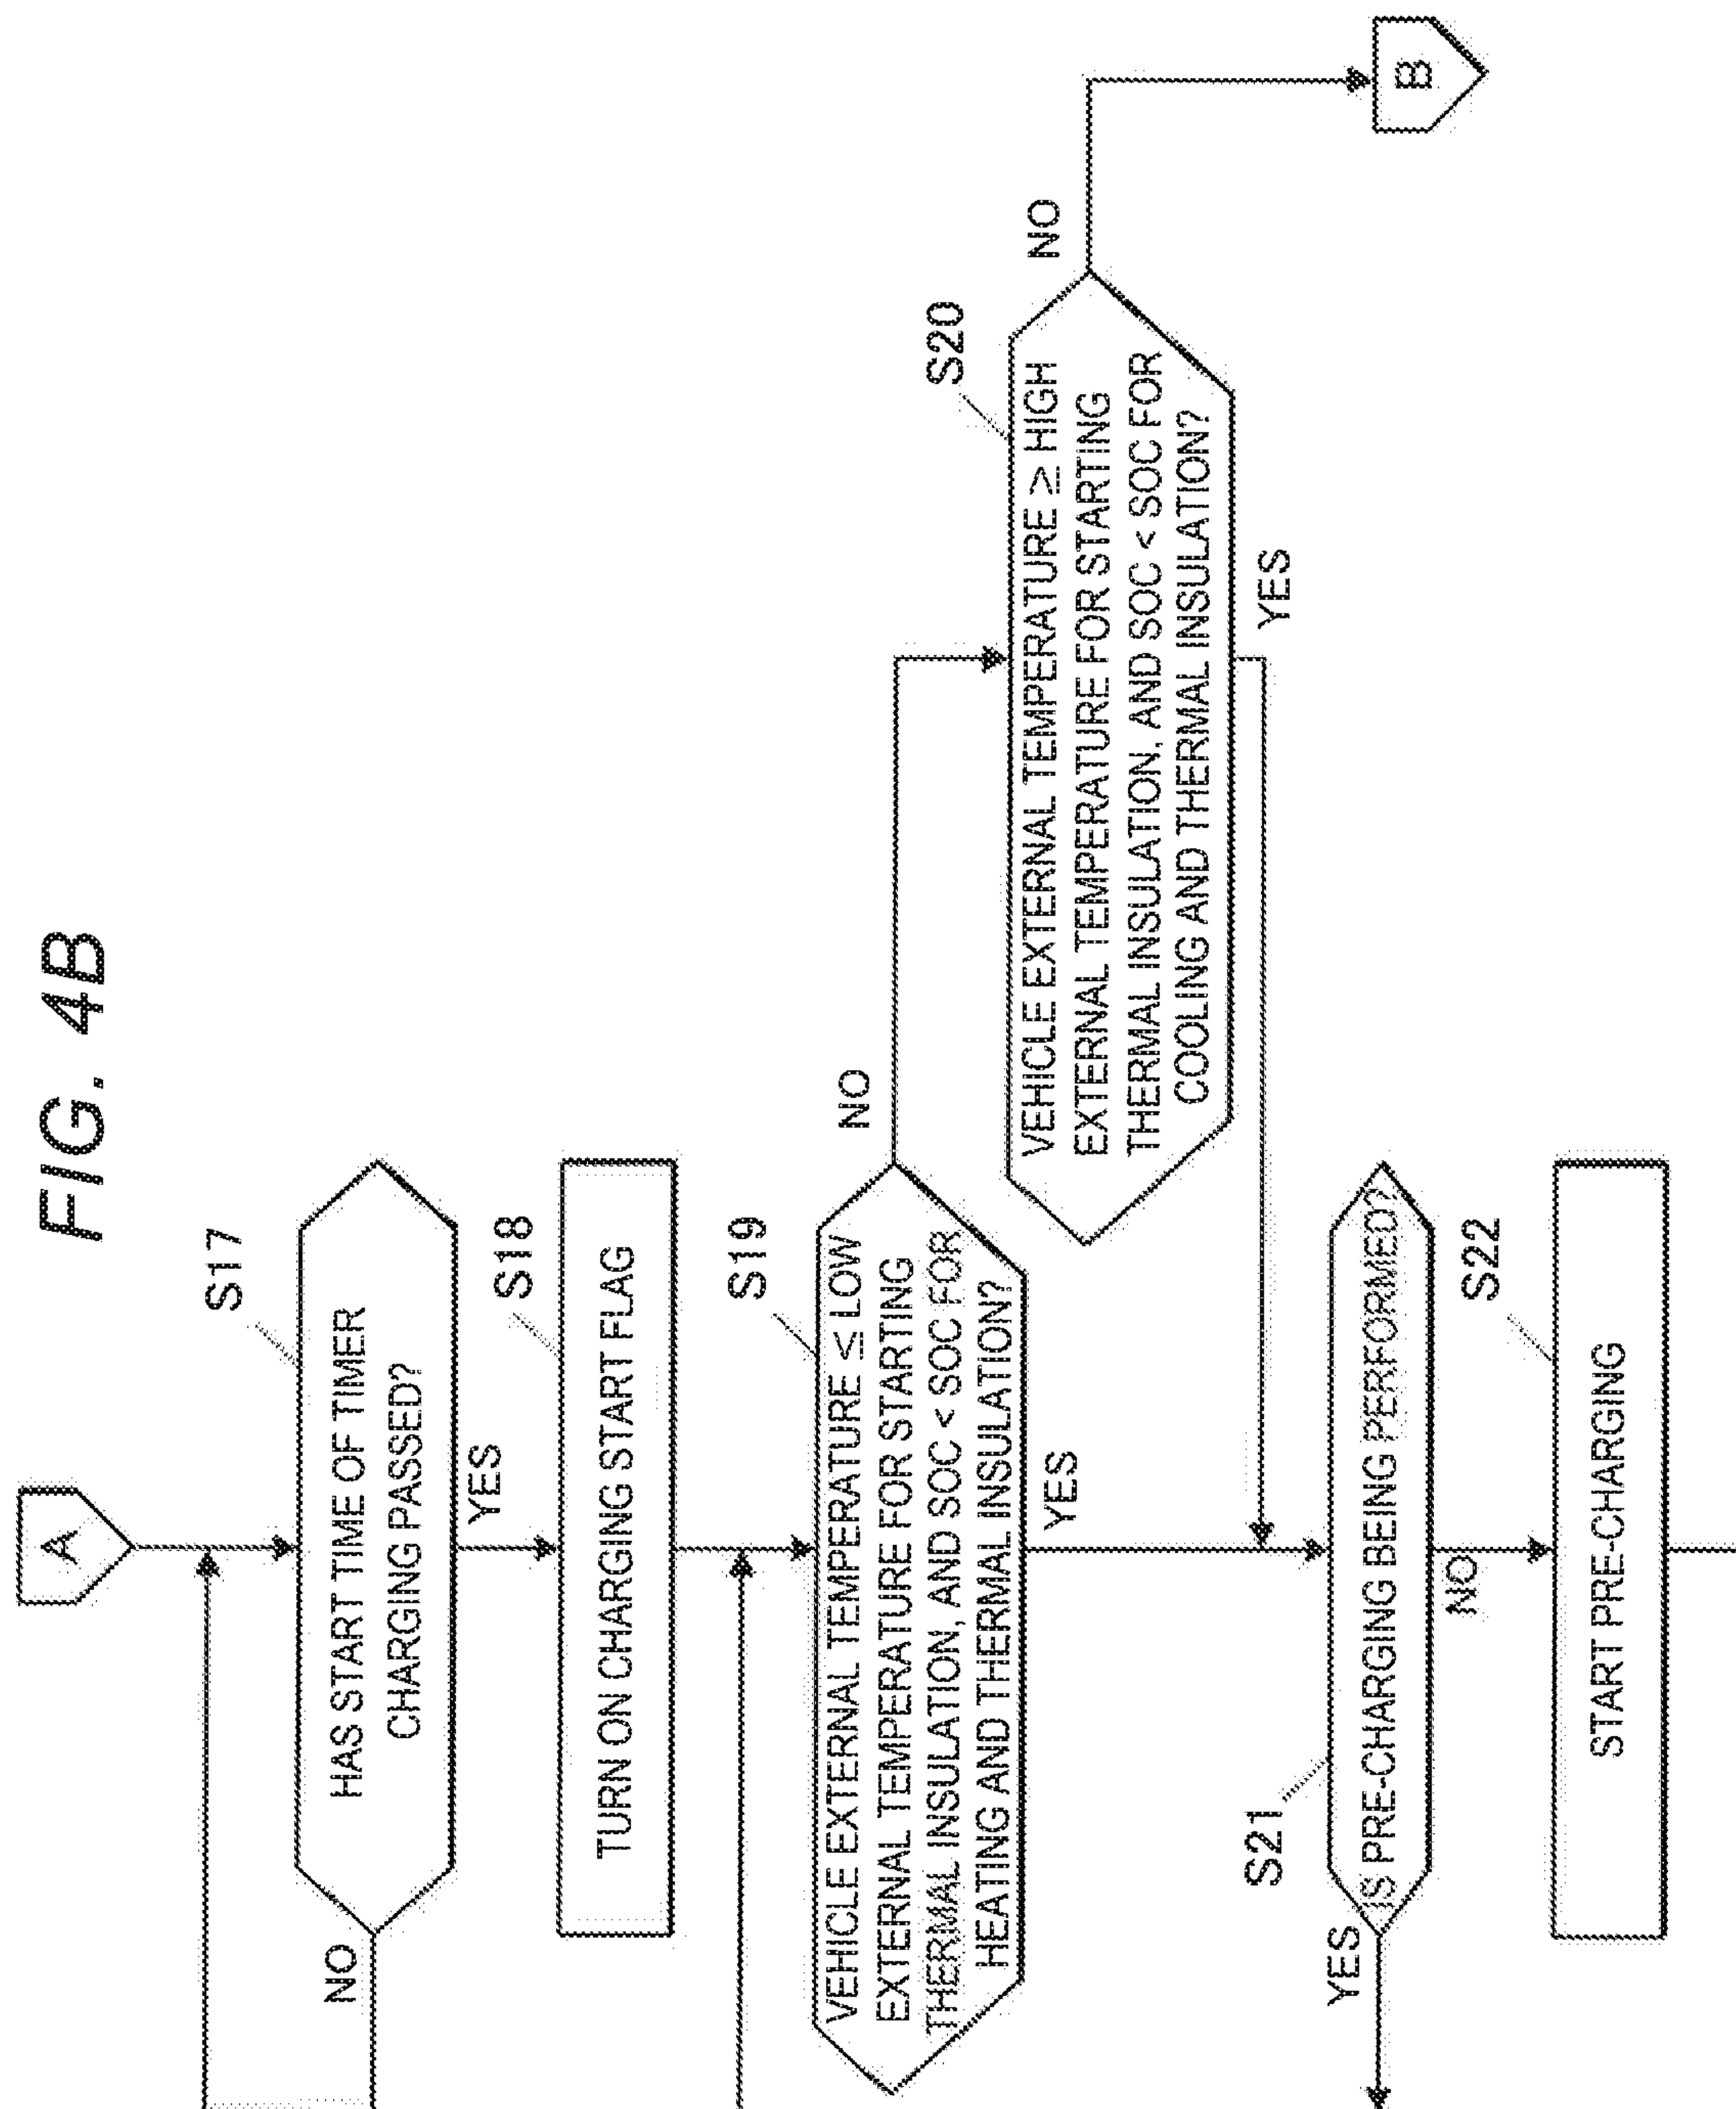 FIG. 4B
A
S17
HAS START TIME OF TIMER
CHARGING PASSED?
NO
YES
S18
TURN ON CHARGING START FLAG
S19
VEHICLE EXTERNAL TEMPERATURE ≤ LOW
EXTERNAL TEMPERATURE FOR STARTING
THERMAL INSULATION, AND SOC < SOC FOR
HEATING AND THERMAL INSULATION?
NO
YES
S20
VEHICLE EXTERNAL TEMPERATURE ≥ HIGH
EXTERNAL TEMPERATURE FOR STARTING
THERMAL INSULATION, AND SOC < SOC FOR
COOLING AND THERMAL INSULATION?
NO
YES
B
S21
IS PRE-CHARGING BEING PERFORMED?
YES
NO
S22
START PRE-CHARGING